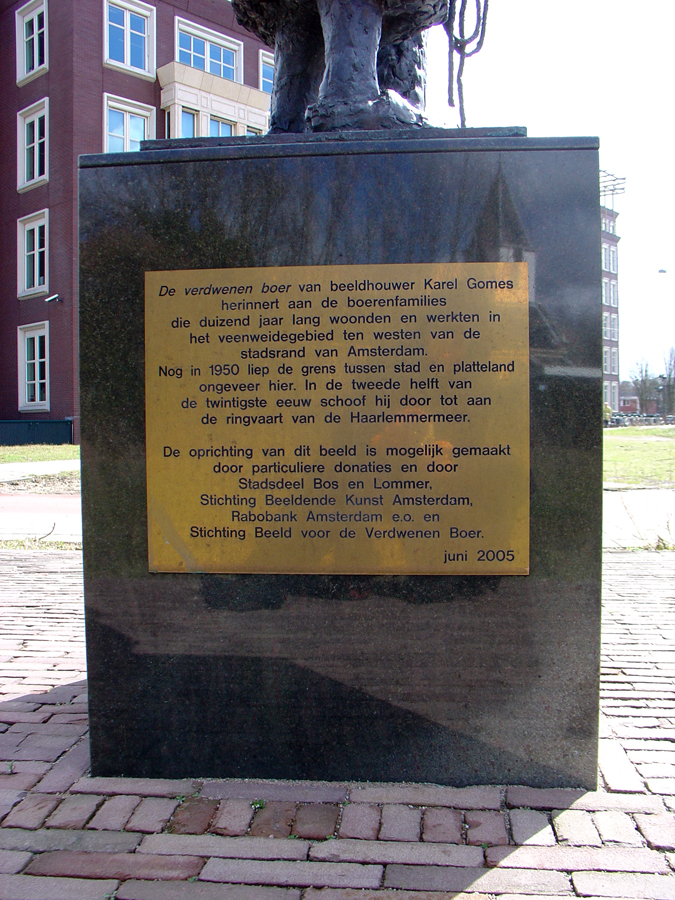 De verdwenen boer van beeldhouwer Karel Gomes
herinnert aan de boerenfamilies
die duizend jaar lang woonden en werkten in
het veenweidegebied ten westen van de
stadsrand van Amsterdam.
Nog in 1950 liep de grens tussen stad en platteland
ongeveer hier. In de tweede helft van
de twintigste eeuw schoof hij door tot aan
de ringvaart van de Haarlemmermeer.
De oprichting van dit beeld is mogelijk gemaakt
door particuliere donaties en door
Stadsdeel Bos en Lommer,
Stichting Beeldende Kunst Amsterdam,
Rabobank Amsterdam e.o. en
Stichting Beeld voor de Verdwenen Boer.
juni 2005